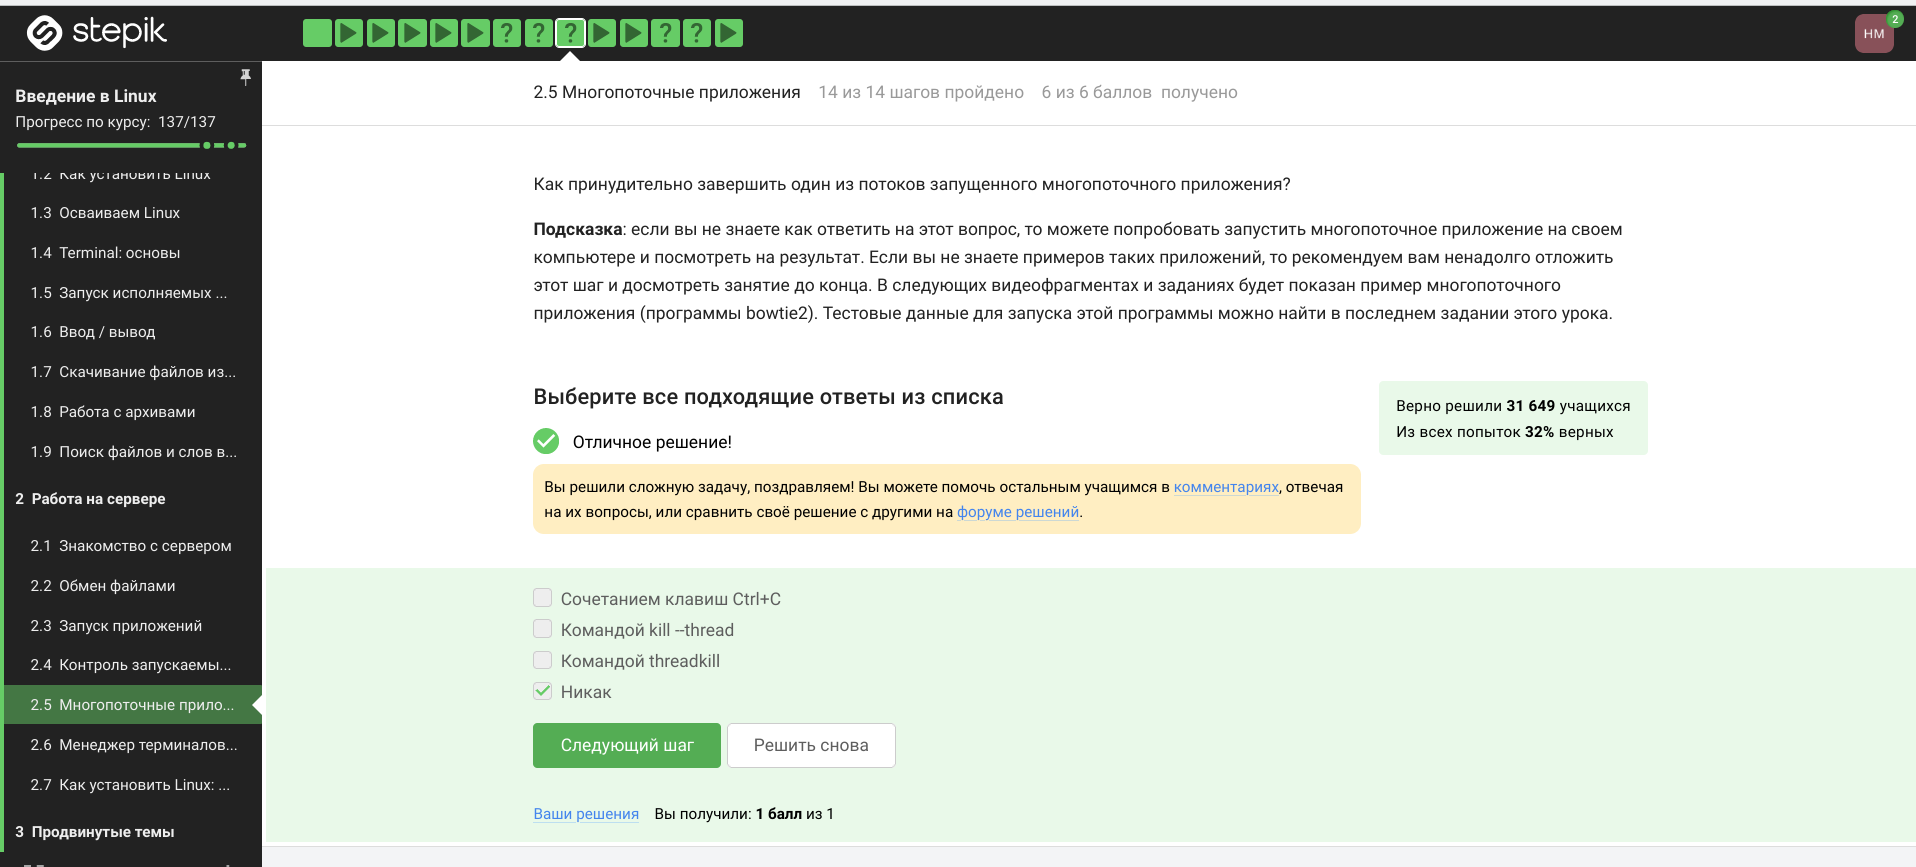 stepik
? ? ? ? ?
НМ
2
Введение в Linux
Прогресс по курсу: 137/137
1.2 Как установить Linux
1.3 Осваиваем Linux
1.4 Terminal: основы
1.5 Запуск исполняемых ...
1.6 Ввод / вывод
1.7 Скачивание файлов из...
1.8 Работа с архивами
1.9 Поиск файлов и слов в...
2 Работа на сервере
2.1 Знакомство с сервером
2.2 Обмен файлами
2.3 Запуск приложений
2.4 Контроль запускаемы...
2.5 Многопоточные прило...
2.6 Менеджер терминалов...
2.7 Как установить Linux: ...
3 Продвинутые темы
2.5 Многопоточные приложения 14 из 14 шагов пройдено 6 из 6 баллов получено
Как принудительно завершить один из потоков запущенного многопоточного приложения?
Подсказка: если вы не знаете как ответить на этот вопрос, то можете попробовать запустить многопоточное приложение на своем
компьютере и посмотреть на результат. Если вы не знаете примеров таких приложений, то рекомендуем вам ненадолго отложить
этот шаг и досмотреть занятие до конца. В следующих видеофрагментах и заданиях будет показан пример многопоточного
приложения (программы bowtie2). Тестовые данные для запуска этой программы можно найти в последнем задании этого урока.
Выберите все подходящие ответы из списка
Отличное решение!
Вы решили сложную задачу, поздравляем! Вы можете помочь остальным учащимся в комментариях, отвечая
на их вопросы, или сравнить своё решение с другими на форуме решений.
Верно решили 31 649 учащихся
Из всех попыток 32% верных
Сочетанием клавиш Ctrl+C
Командой kill --thread
Командой threadkill
Никак
Следующий шаг
Решить снова
Ваши решения Вы получили: 1 балл из 1